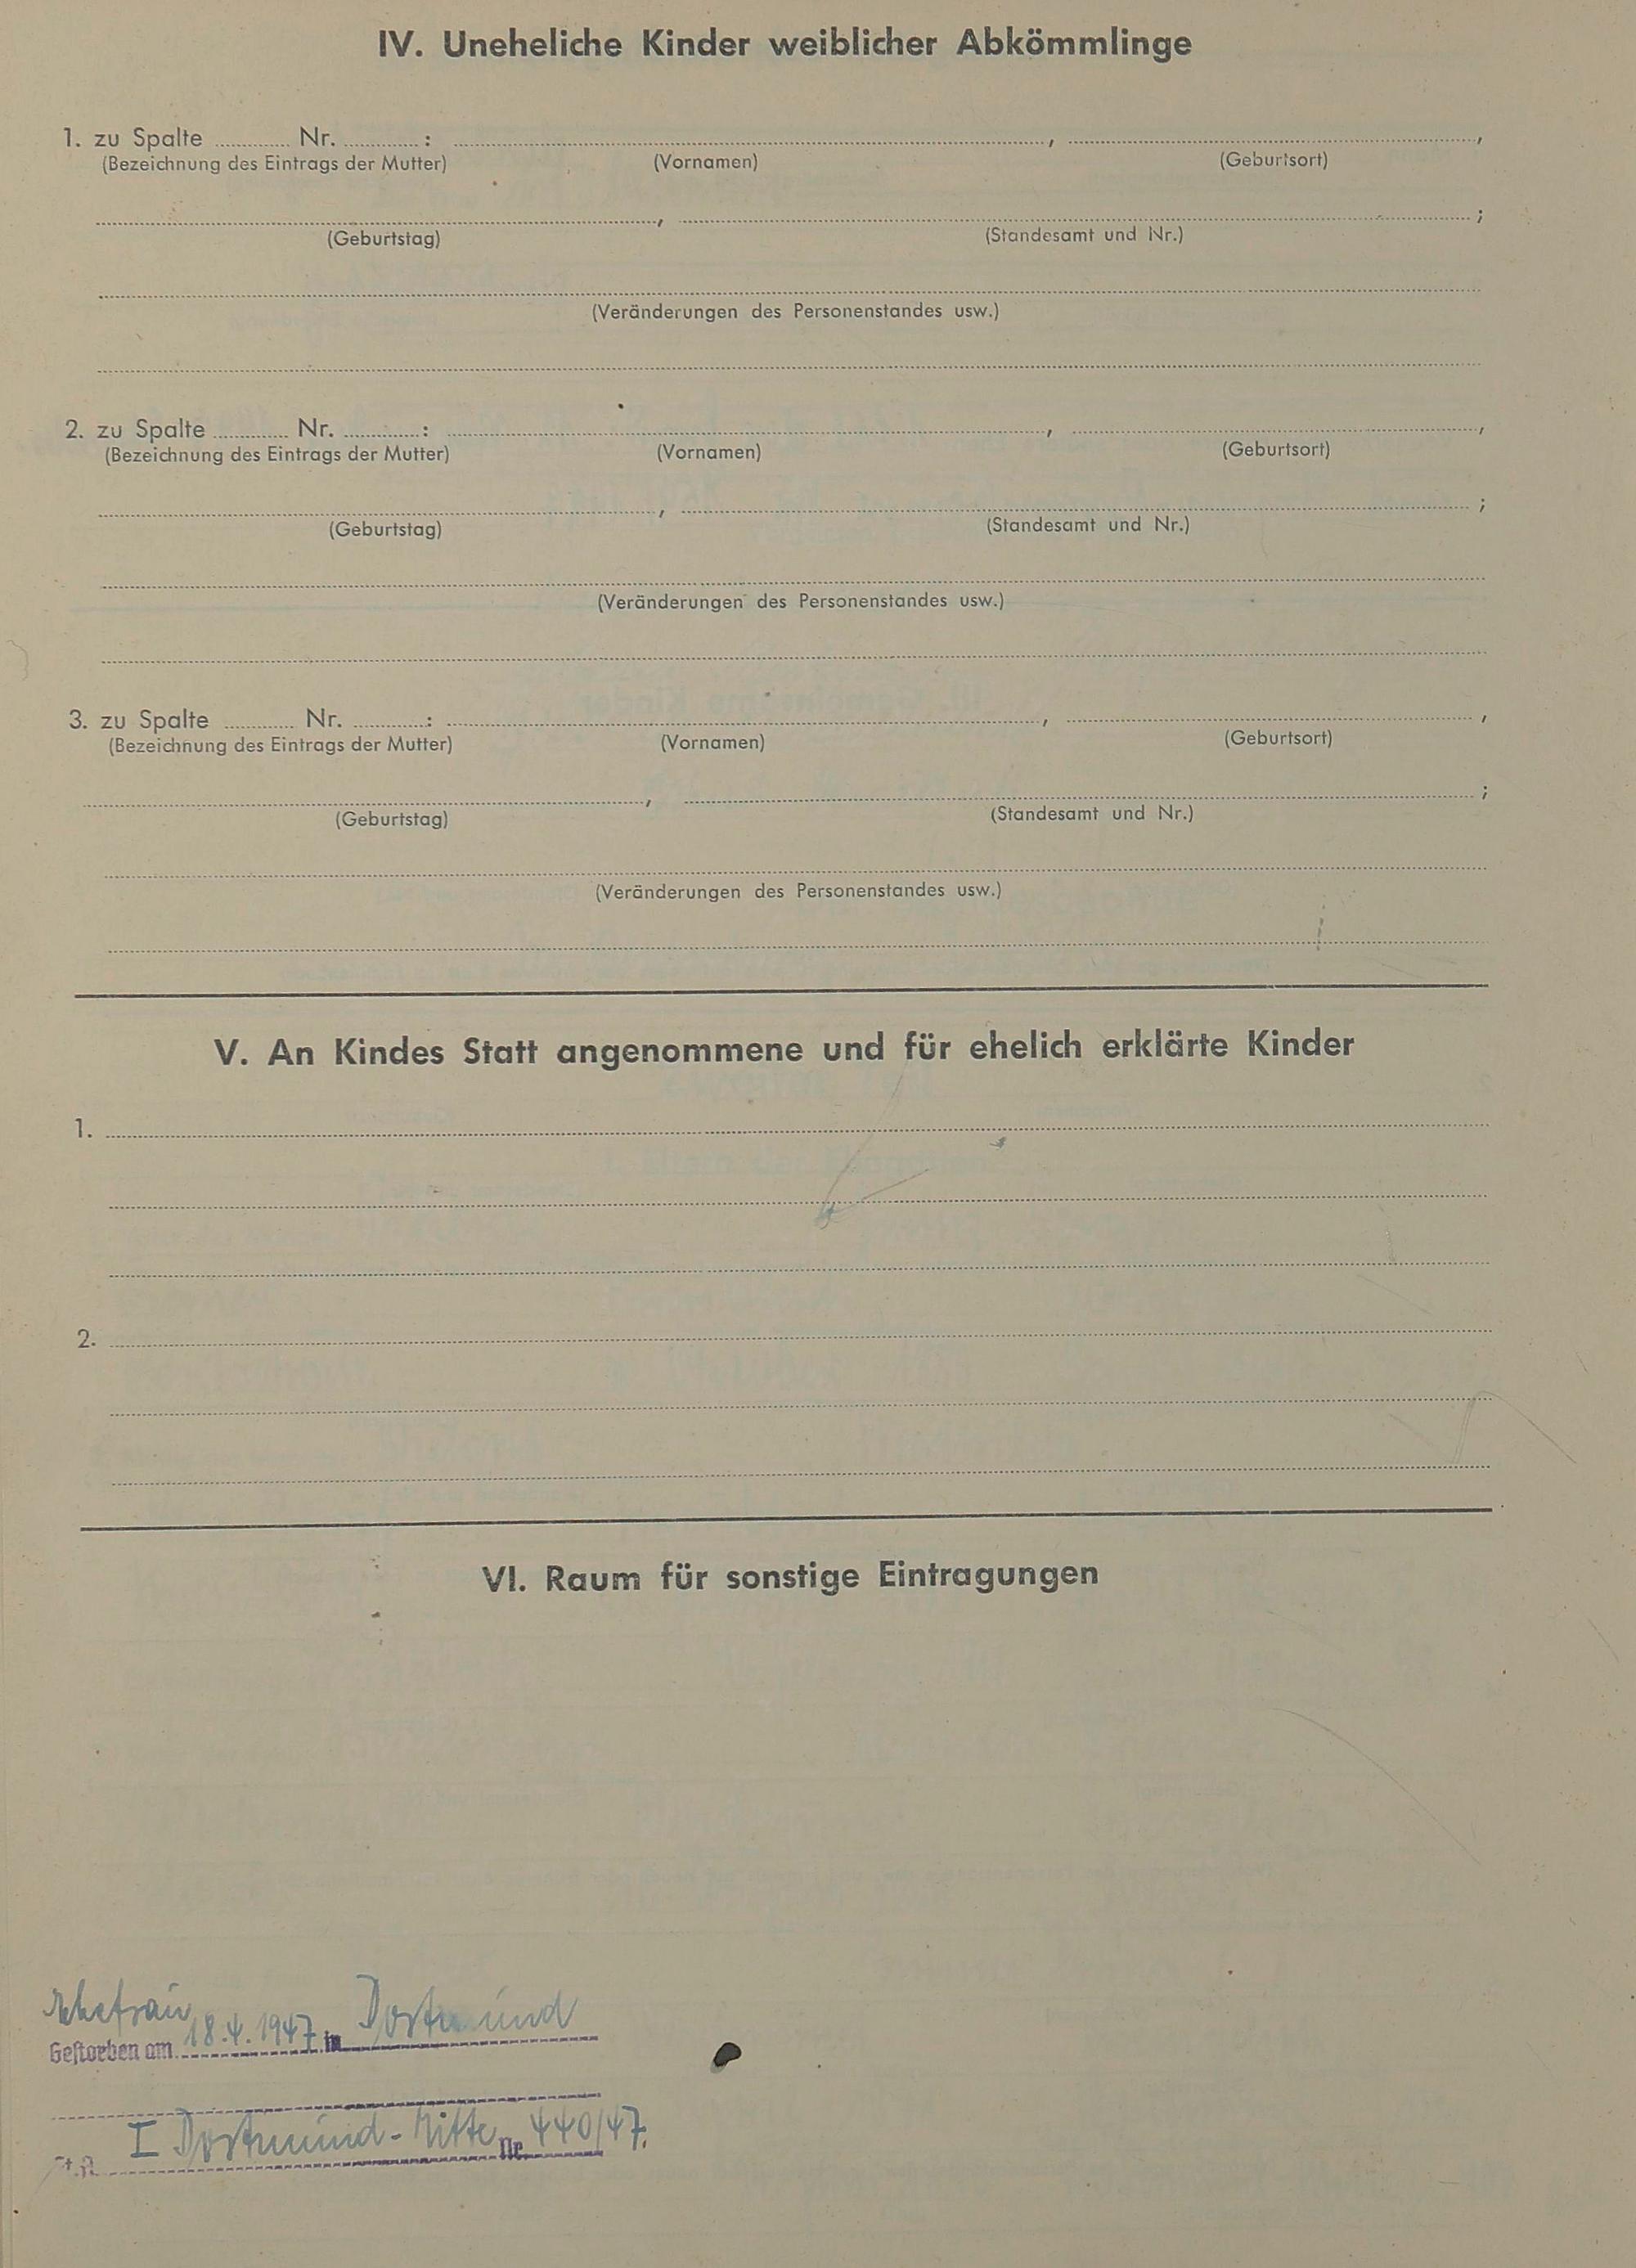 IV. Uneheliche Kinder weiblicher Abkömmlinge
1. zu Spalte ............ Nr. ............ : ............ , ............ ,
(Bezeichnung des Eintrags der Mutter) (Vornamen) (Geburtsort)
............ , ............ ;
(Geburtstag) (Standesamt und Nr.)
(Veränderungen des Personenstandes usw.)
2. zu Spalte ............ Nr. ............ : ............ , ............ ,
(Bezeichnung des Eintrags der Mutter) (Vornamen) (Geburtsort)
............ , ............ ;
(Geburtstag) (Standesamt und Nr.)
(Veränderungen des Personenstandes usw.)
3. zu Spalte ............ Nr. ............ : ............ , ............ ,
(Bezeichnung des Eintrags der Mutter) (Vornamen) (Geburtsort)
............ , ............ ;
(Geburtstag) (Standesamt und Nr.)
(Veränderungen des Personenstandes usw.)
V. An Kindes Statt angenommene und für ehelich erklärte Kinder
1.
2.
VI. Raum für sonstige Eintragungen
Ehefrau
Gestorben am 18.4.1947 in Dortmund
St.A. I Dortmund-Mitte Nr. 440/47.